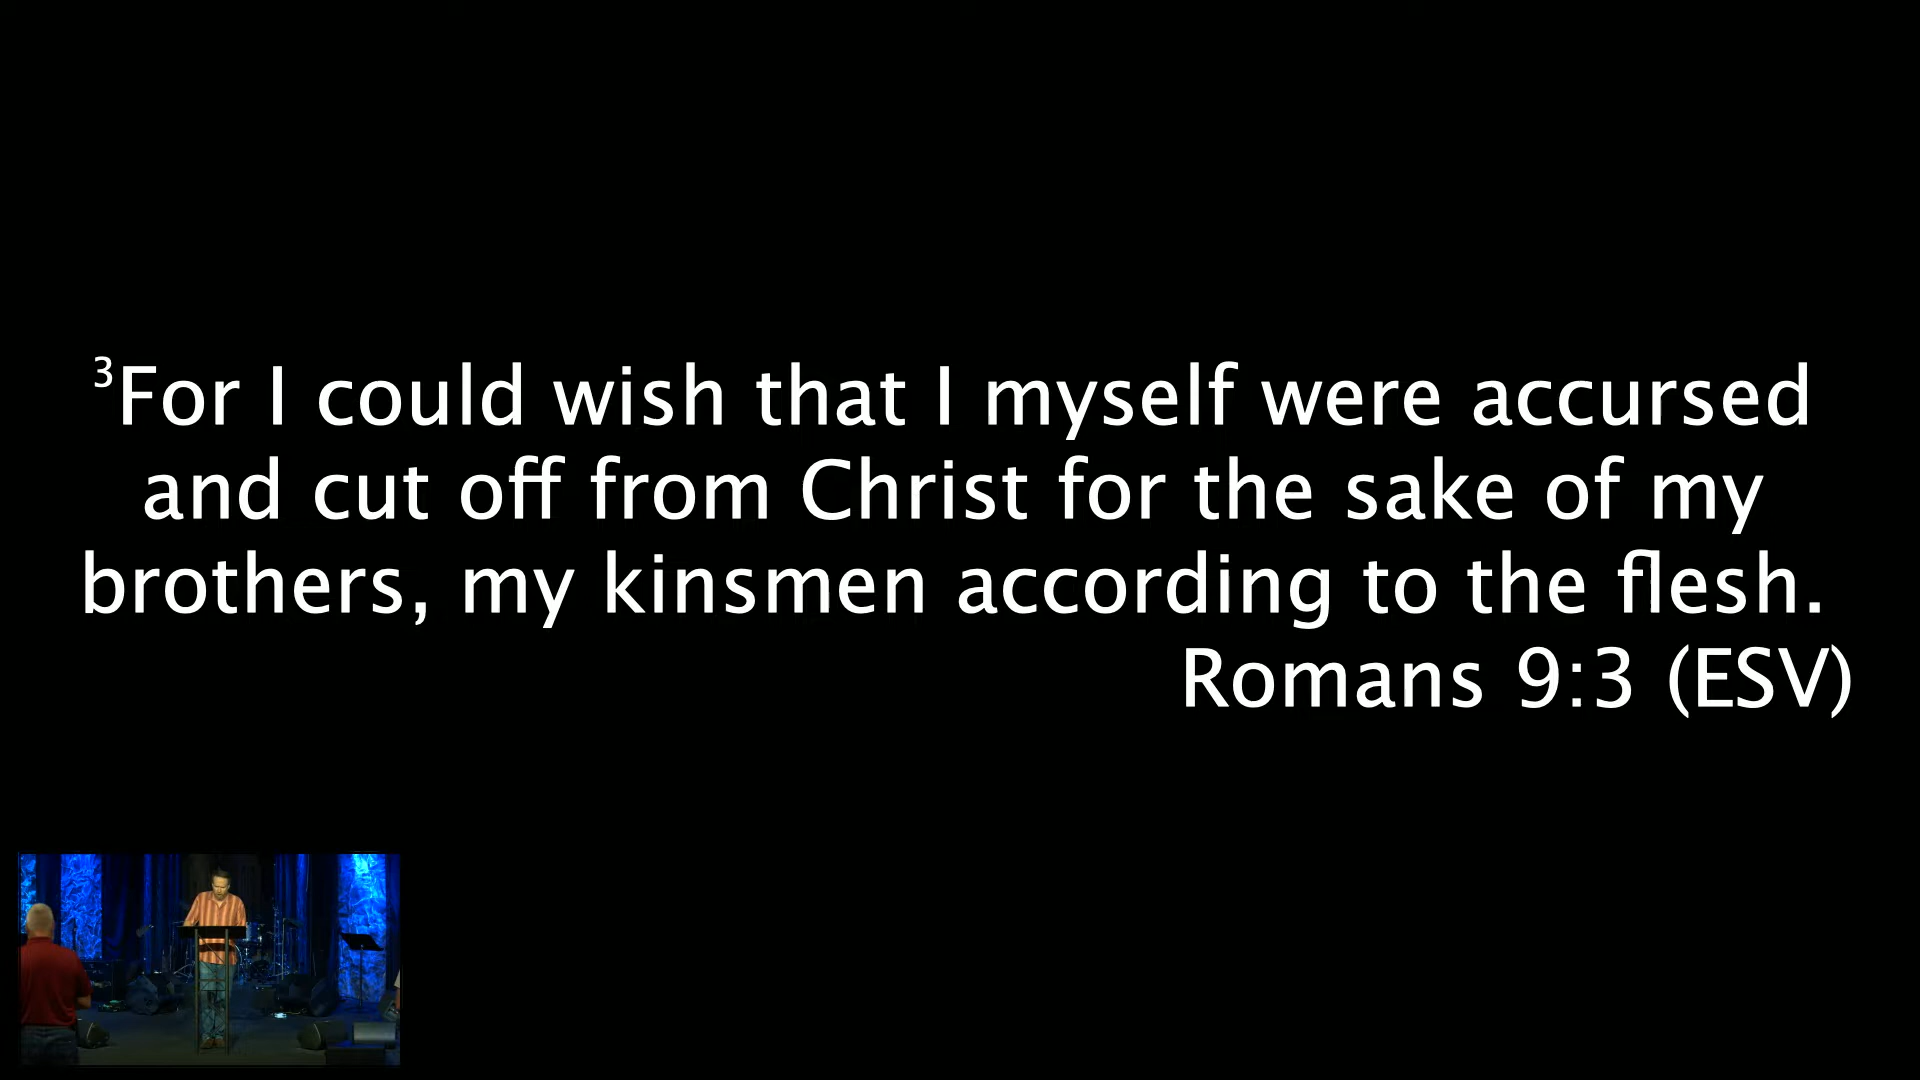 ³For I could wish that I myself were accursed
and cut off from Christ for the sake of my
brothers, my kinsmen according to the flesh.
Romans 9:3 (ESV)